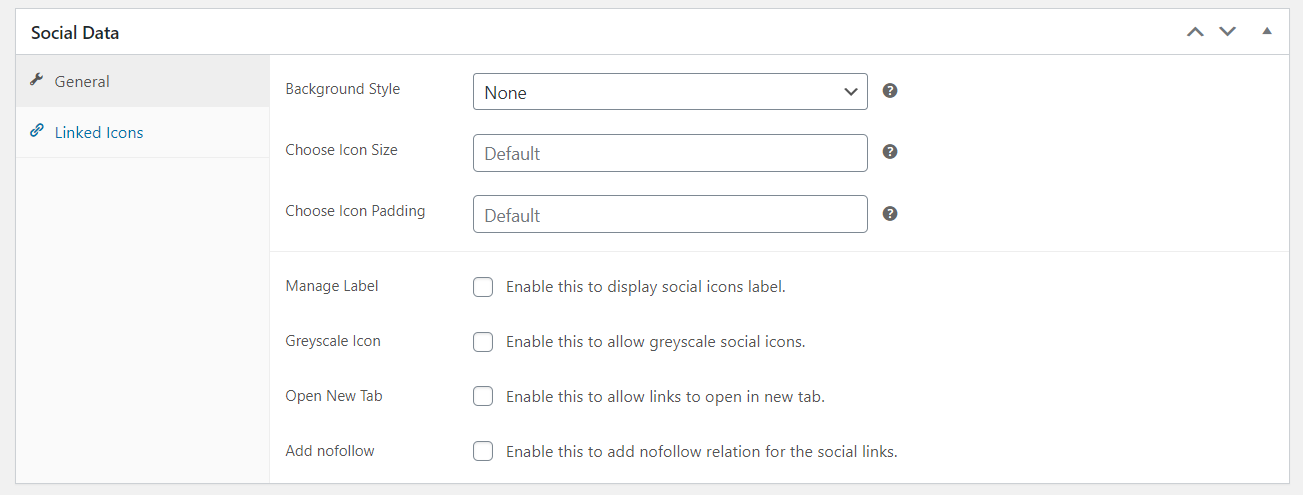 Social Data
General
Linked Icons
Background Style
None
Choose Icon Size
Default
Choose Icon Padding
Default
Manage Label
Enable this to display social icons label.
Greyscale Icon
Enable this to allow greyscale social icons.
Open New Tab
Enable this to allow links to open in new tab.
Add nofollow
Enable this to add nofollow relation for the social links.